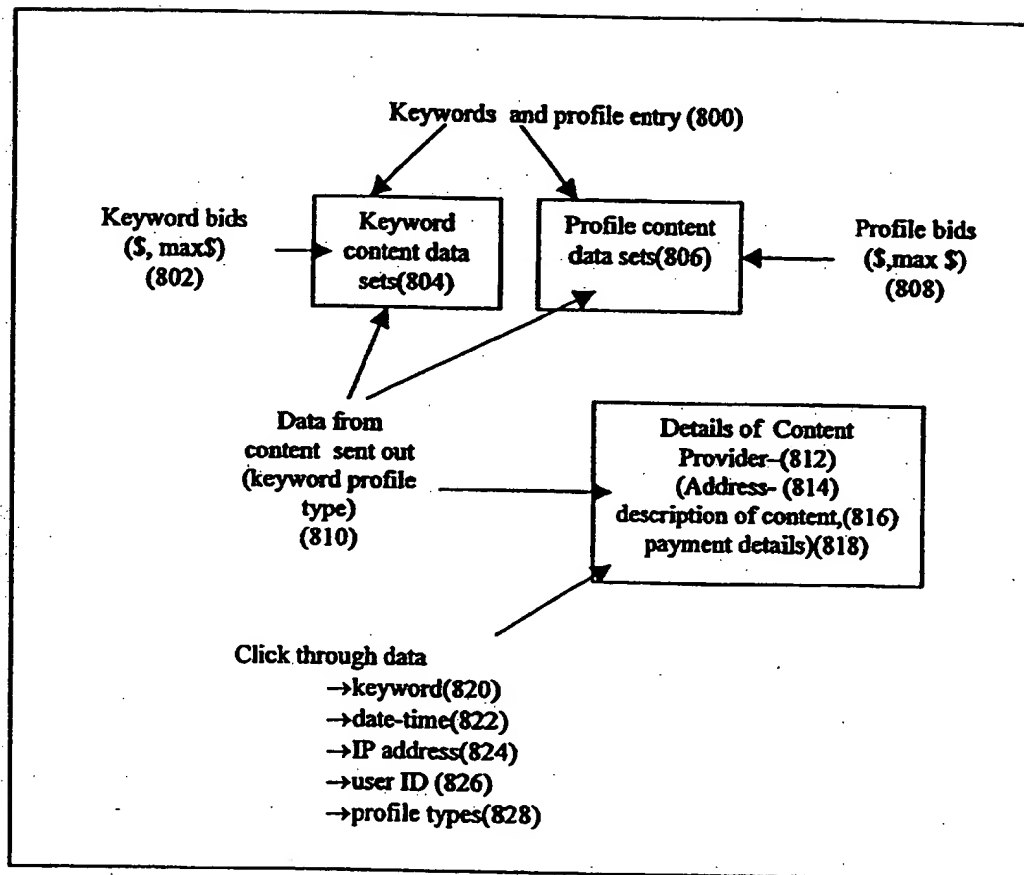 Keywords and profile entry (800)
Keyword bids
($, max$)
(802)
Keyword
content data
sets(804)
Profile content
data sets(806)
Profile bids
($,max $)
(808)
Data from
content sent out
(keyword profile
type)
(810)
Details of Content
Provider-(812)
(Address- (814)
description of content,(816)
payment details)(818)
Click through data
→keyword(820)
→date-time(822)
→IP address(824)
→user ID (826)
→profile types(828)